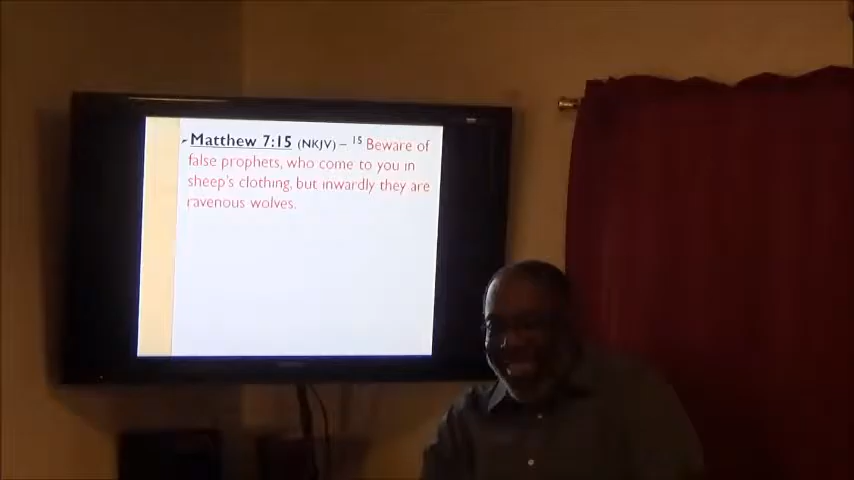 Matthew 7:15 (NKJV) – 15 Beware of
false prophets, who come to you in
sheep's clothing, but inwardly they are
ravenous wolves.